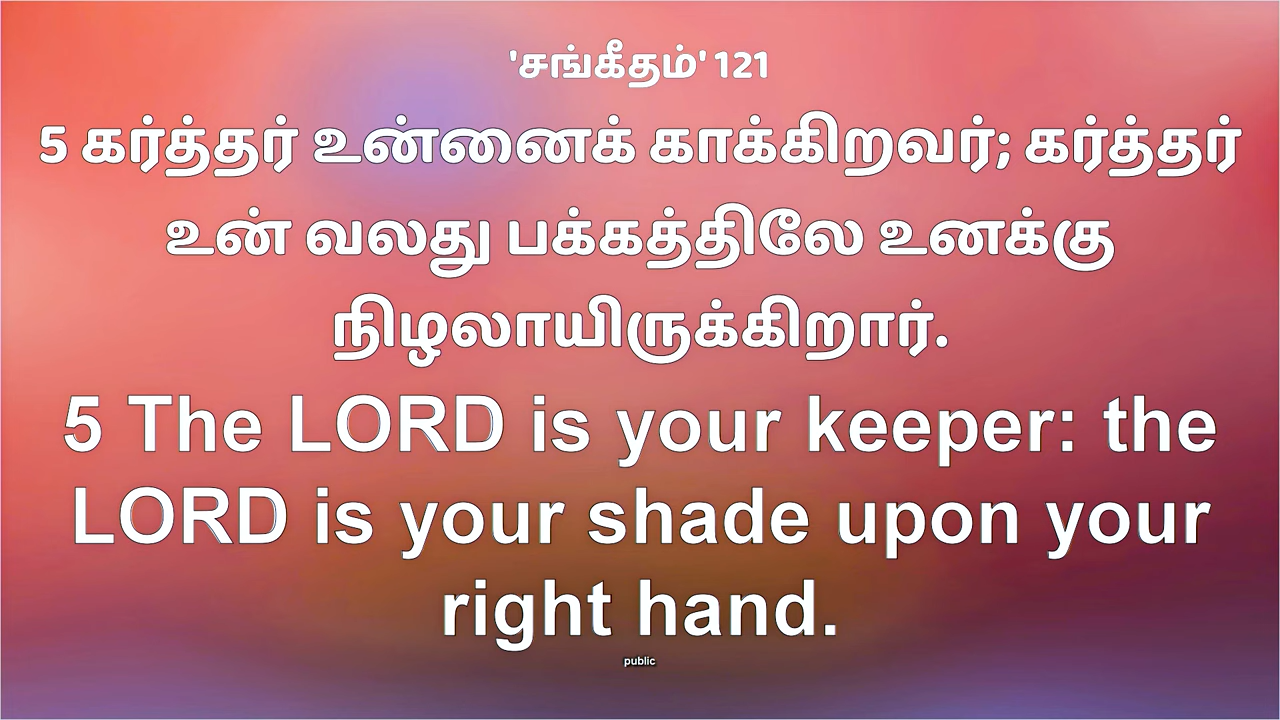 'சங்கீதம்' 121
5 கர்த்தர் உன்னைக் காக்கிறவர்; கர்த்தர்
உன் வலது பக்கத்திலே உனக்கு
நிழலாயிருக்கிறார்.
5 The LORD is your keeper: the
LORD is your shade upon your
right hand.
public